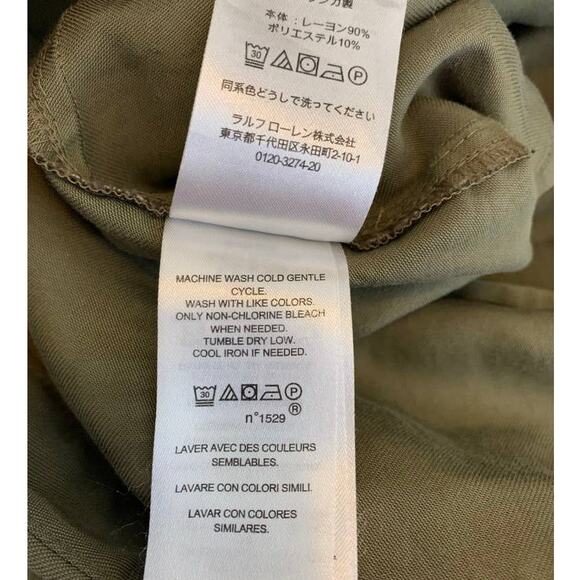 本体：レーヨン90%
ポリエステル10%
30 P
同系色どうしで洗ってください
ラルフ ローレン株式会社
東京都千代田区永田町2-10-1
0120-3274-20
MACHINE WASH COLD GENTLE
CYCLE.
WASH WITH LIKE COLORS.
ONLY NON-CHLORINE BLEACH
WHEN NEEDED.
TUMBLE DRY LOW.
COOL IRON IF NEEDED.
30 P
®
n°1529
LAVER AVEC DES COULEURS
SEMBLABLES.
LAVARE CON COLORI SIMILI.
LAVAR CON COLORES
SIMILARES.